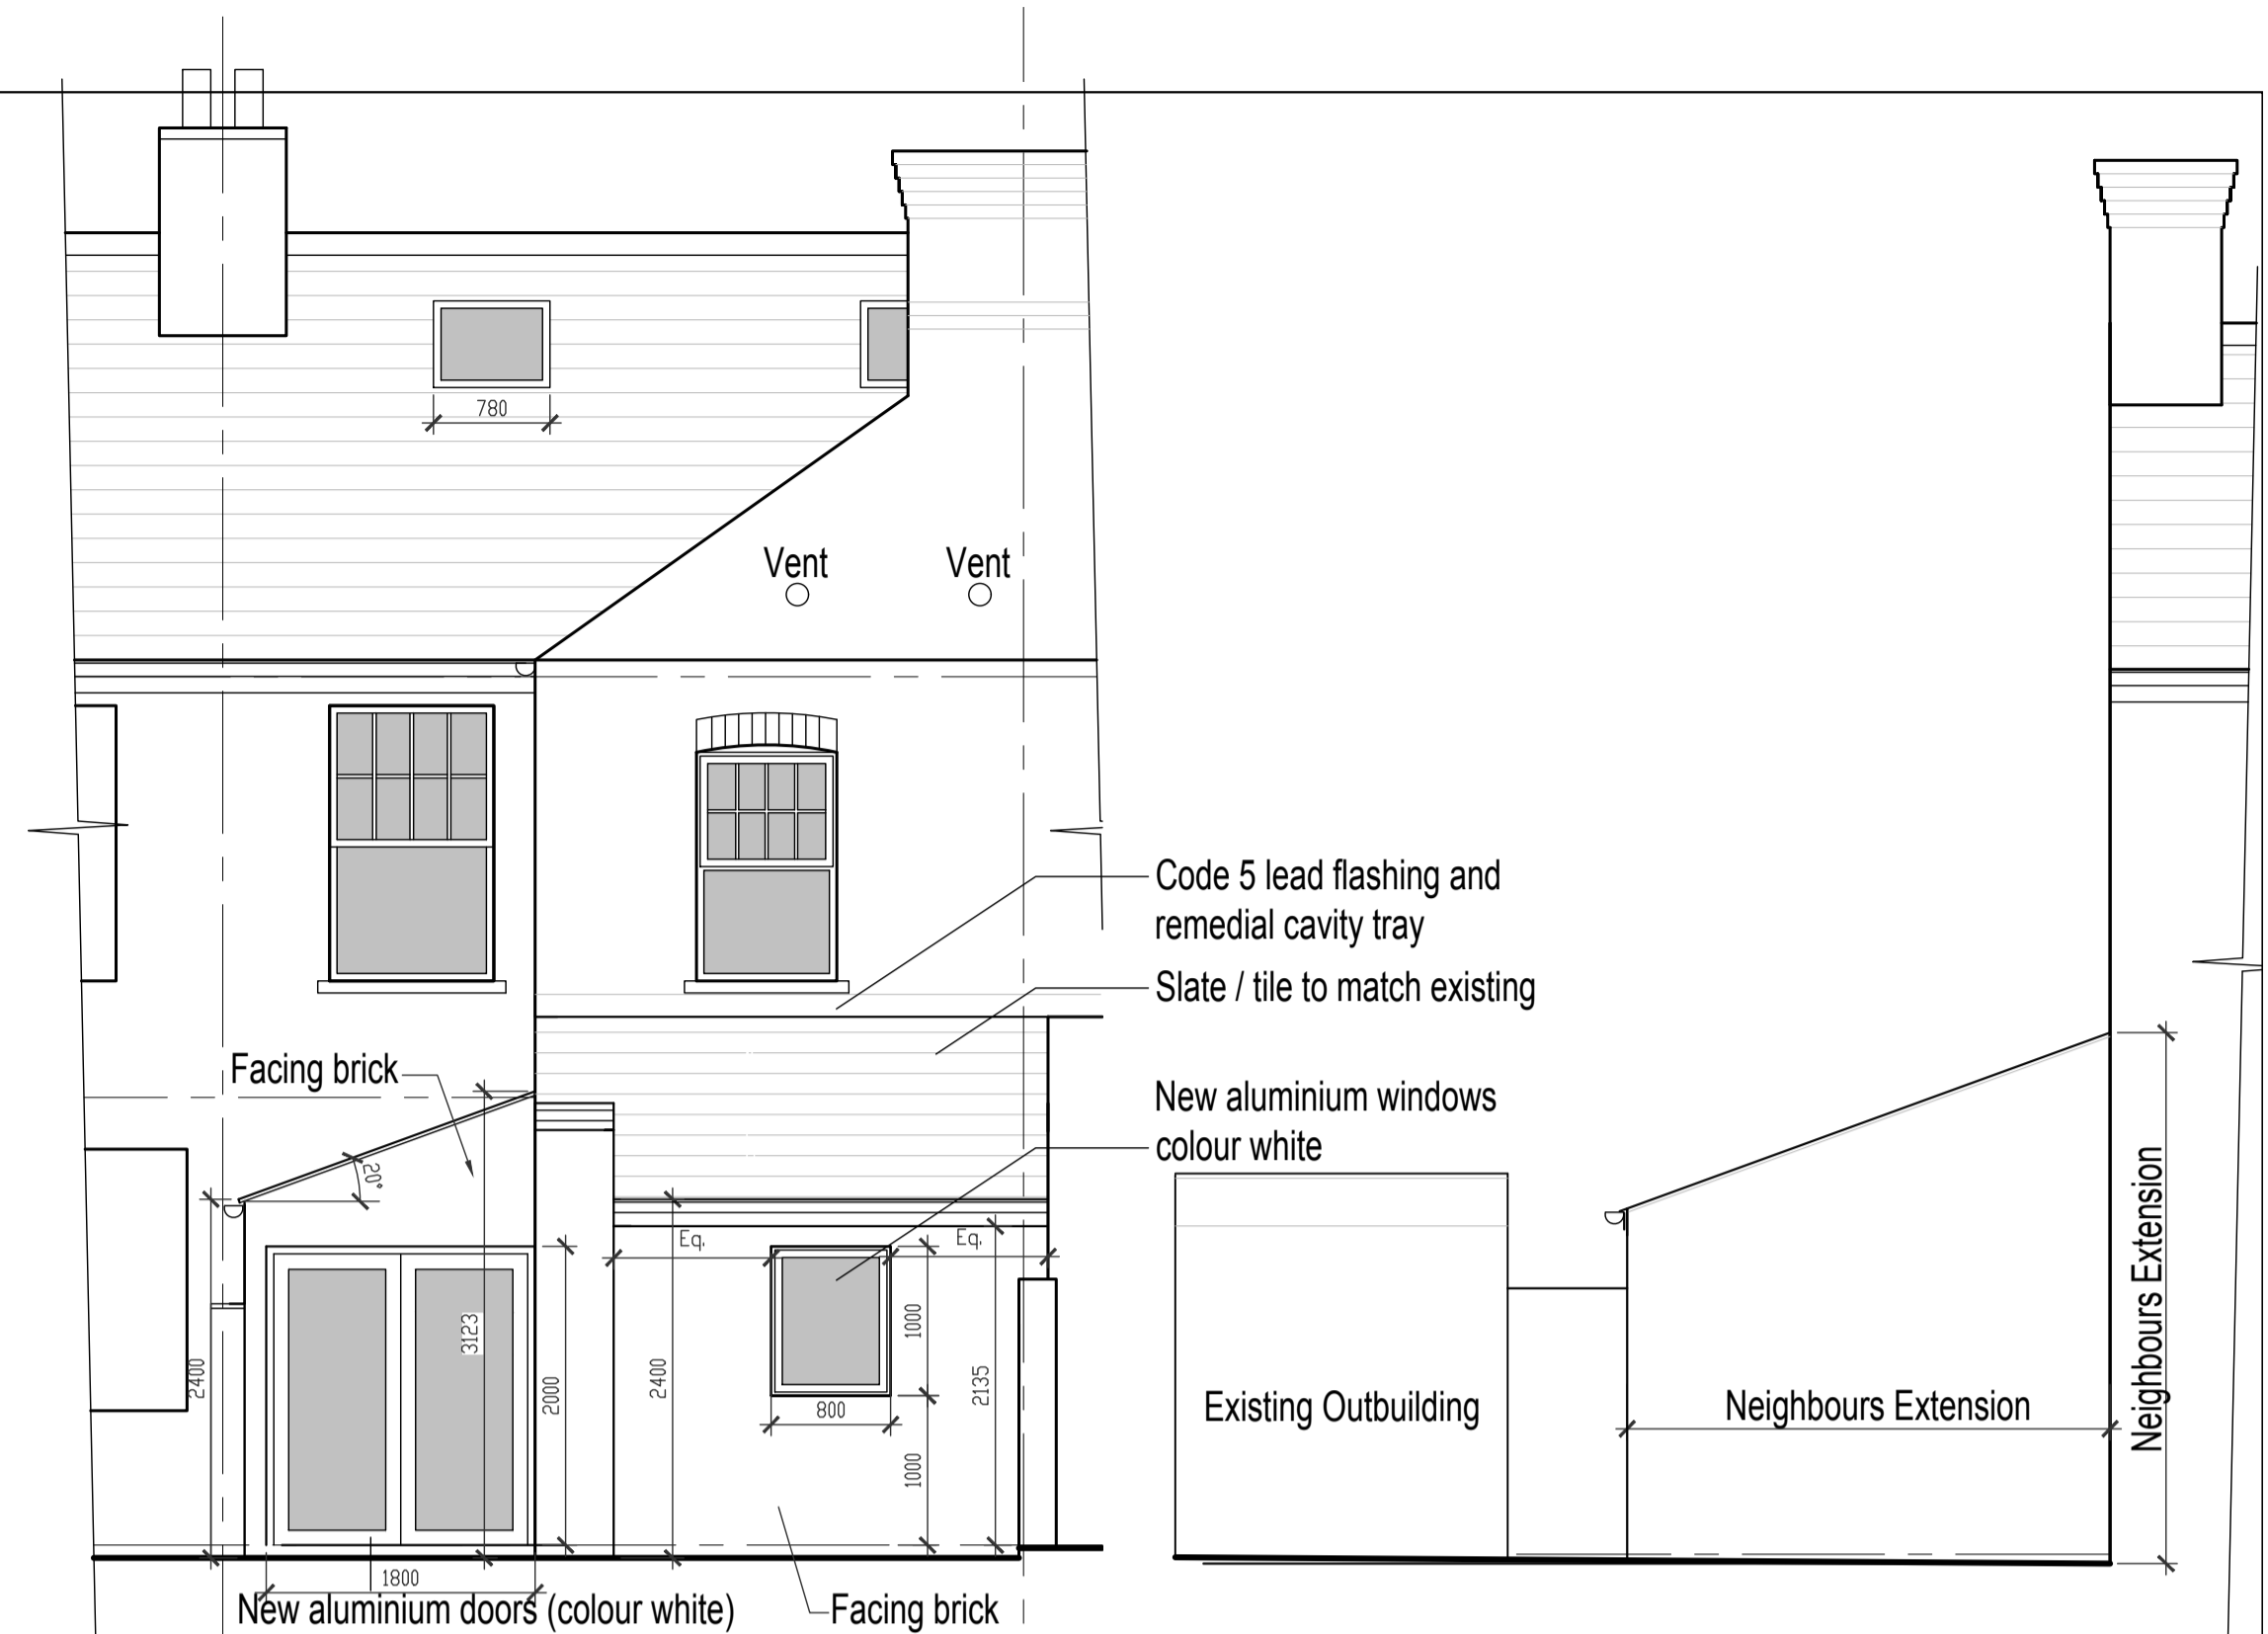 780
Vent
Vent
Code 5 lead flashing and
remedial cavity tray
Slate / tile to match existing
Facing brick
New aluminium windows
colour white
20°
Eq.
Eq.
3123
2400
2000
2400
1000
2135
800
1000
Existing Outbuilding
Neighbours Extension
Neighbours Extension
1800
New aluminium doors (colour white)
Facing brick